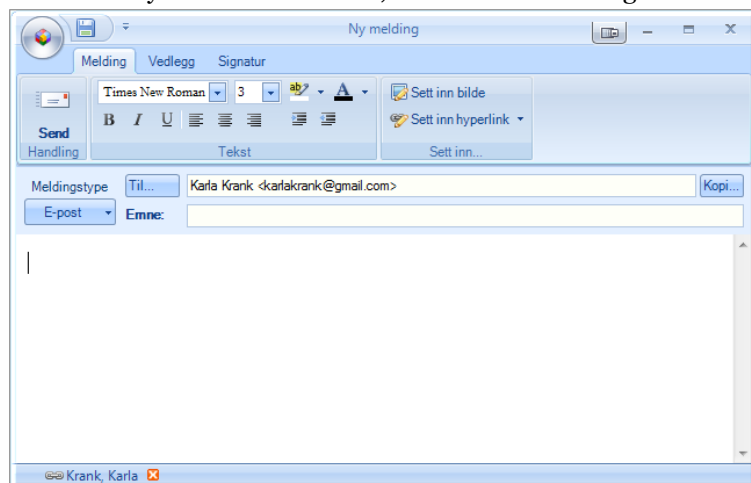 Ny melding
Melding Vedlegg Signatur
Times New Roman 3 ab A Sett inn bilde
B I U Sett inn hyperlink
Send
Handling Tekst Sett inn...
Meldingstype Til... Karla Krank <karlakrank@gmail.com> Kopi...
E-post Emne:
Krank, Karla